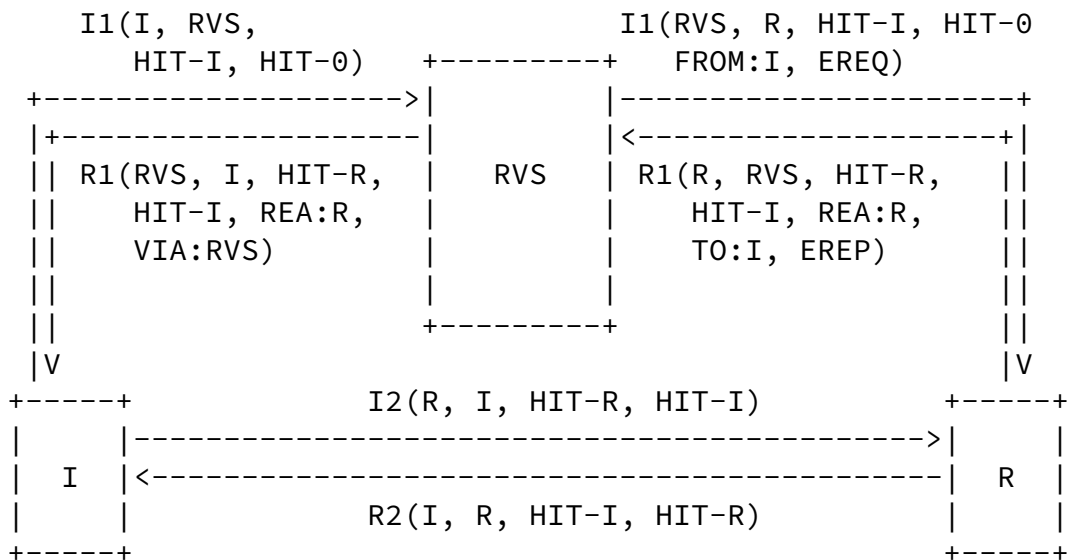 I1(I, RVS, I1(RVS, R, HIT-I, HIT-0
HIT-I, HIT-0) FROM:I, EREQ)
R1(RVS, I, HIT-R, RVS R1(R, RVS, HIT-R,
HIT-I, REA:R, HIT-I, REA:R,
VIA:RVS) TO:I, EREP)
V V
I2(R, I, HIT-R, HIT-I)
I R
R2(I, R, HIT-I, HIT-R)